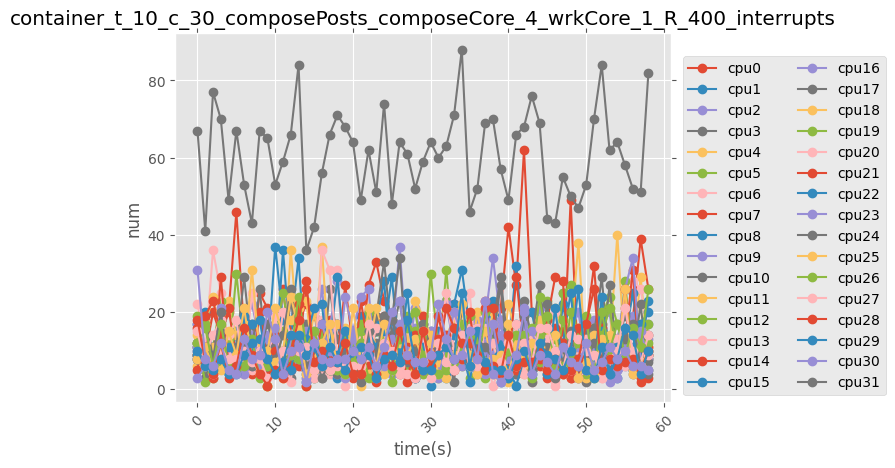 container_t_10_c_30_composePosts_composeCore_4_wrkCore_1_R_400_interrupts
num
80
60
40
20
0
0
10
20
30
40
50
60
time(s)
cpu0
cpu1
cpu2
cpu3
cpu4
cpu5
cpu6
cpu7
cpu8
cpu9
cpu10
cpu11
cpu12
cpu13
cpu14
cpu15
cpu16
cpu17
cpu18
cpu19
cpu20
cpu21
cpu22
cpu23
cpu24
cpu25
cpu26
cpu27
cpu28
cpu29
cpu30
cpu31